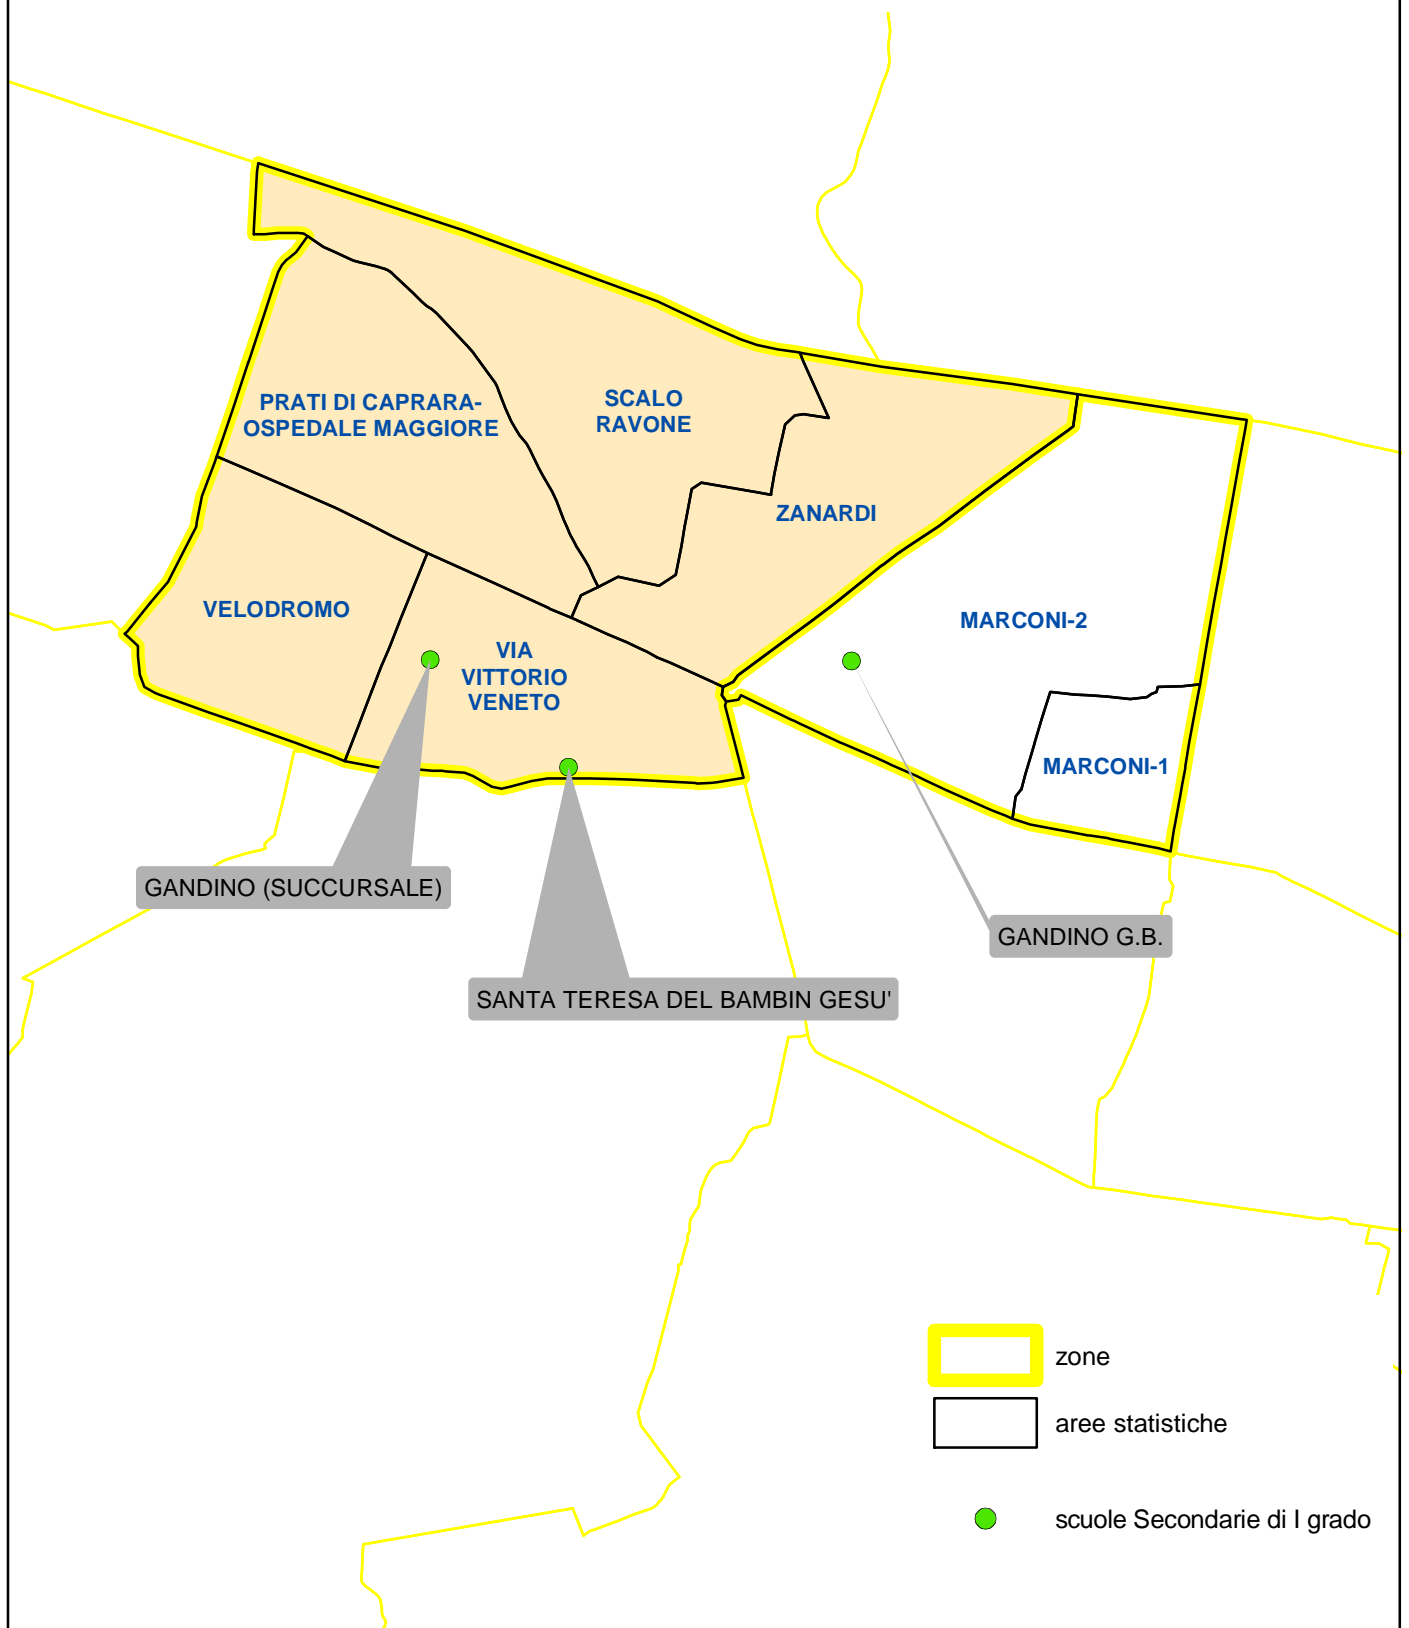 PRATI DI CAPRARA-
OSPEDALE MAGGIORE
SCALO
RAVONE
ZANARDI
VELODROMO
VIA
VITTORIO
VENETO
MARCONI-2
MARCONI-1
GANDINO (SUCCURSALE)
GANDINO G.B.
SANTA TERESA DEL BAMBIN GESU'
zone
aree statistiche
scuole Secondarie di I grado